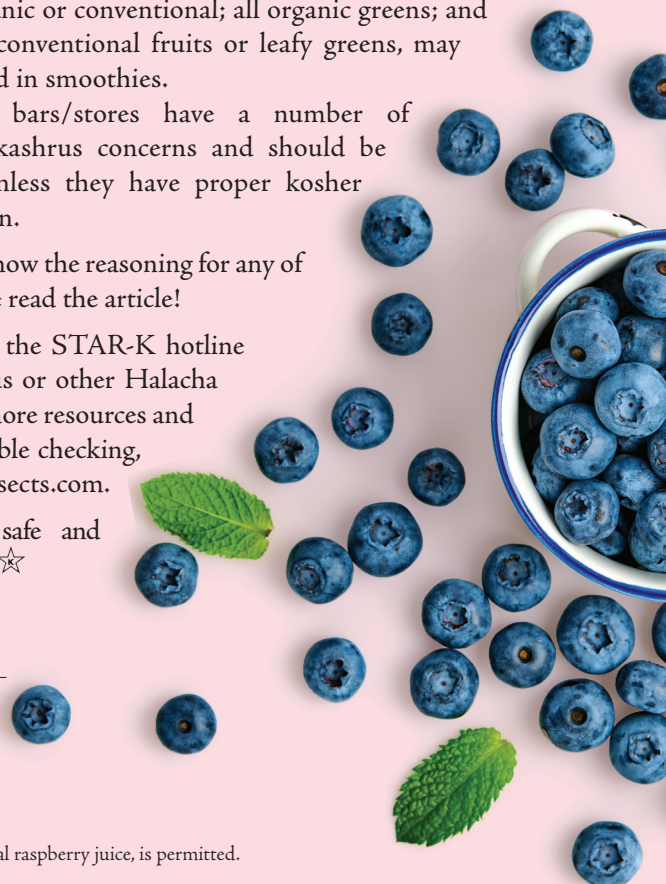 nic or conventional; all organic greens; and
conventional fruits or leafy greens, may
d in smoothies.
bars/stores have a number of
kashrus concerns and should be
nless they have proper kosher
n.
now the reasoning for any of
e read the article!
the STAR-K hotline
us or other Halacha
more resources and
ble checking,
sects.com.
safe and
K
al raspberry juice, is permitted.